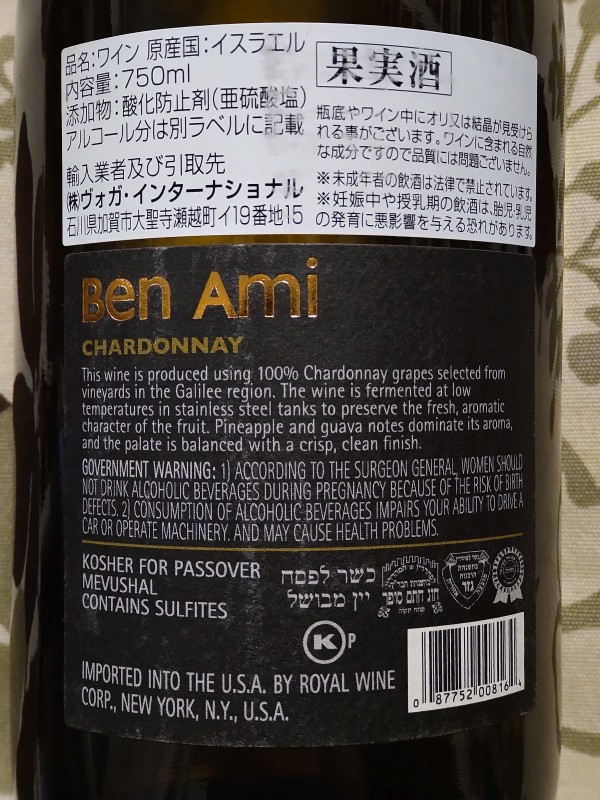 品名:ワイン 原産国:イスラエル
内容量:750ml
添加物:酸化防止剤(亜硫酸塩)
アルコール分は別ラベルに記載
輸入業者及び引取先
㈱ヴォガ・インターナショナル
石川県加賀市大聖寺瀬越町イ19番地15
果実酒
瓶底やワイン中にオリ又は結晶が見受けら
れる事がございます。ワインに含まれる自然
な成分ですので品質には問題ございません。
※未成年者の飲酒は法律で禁止されています。
※妊娠中や授乳期の飲酒は、胎児・乳児
の発育に悪影響を与える恐れがあります。
Ben Ami
CHARDONNAY
This wine is produced using 100% Chardonnay grapes selected from
vineyards in the Galilee region. The wine is fermented at low
temperatures in stainless steel tanks to preserve the fresh, aromatic
character of the fruit. Pineapple and guava notes dominate its aroma,
and the palate is balanced with a crisp, clean finish.
GOVERNMENT WARNING: 1) ACCORDING TO THE SURGEON GENERAL, WOMEN SHOULD
NOT DRINK ALCOHOLIC BEVERAGES DURING PREGNANCY BECAUSE OF THE RISK OF BIRTH
DEFECTS. 2) CONSUMPTION OF ALCOHOLIC BEVERAGES IMPAIRS YOUR ABILITY TO DRIVE A
CAR OR OPERATE MACHINERY. AND MAY CAUSE HEALTH PROBLEMS.
KOSHER FOR PASSOVER
MEVUSHAL
CONTAINS SULFITES
כשר לפסח
יין מבושל
חוג חתם סופר
פתח תקוה
נזר
K P
IMPORTED INTO THE U.S.A. BY ROYAL WINE
CORP., NEW YORK, N.Y., U.S.A.
0 87752 00816 4